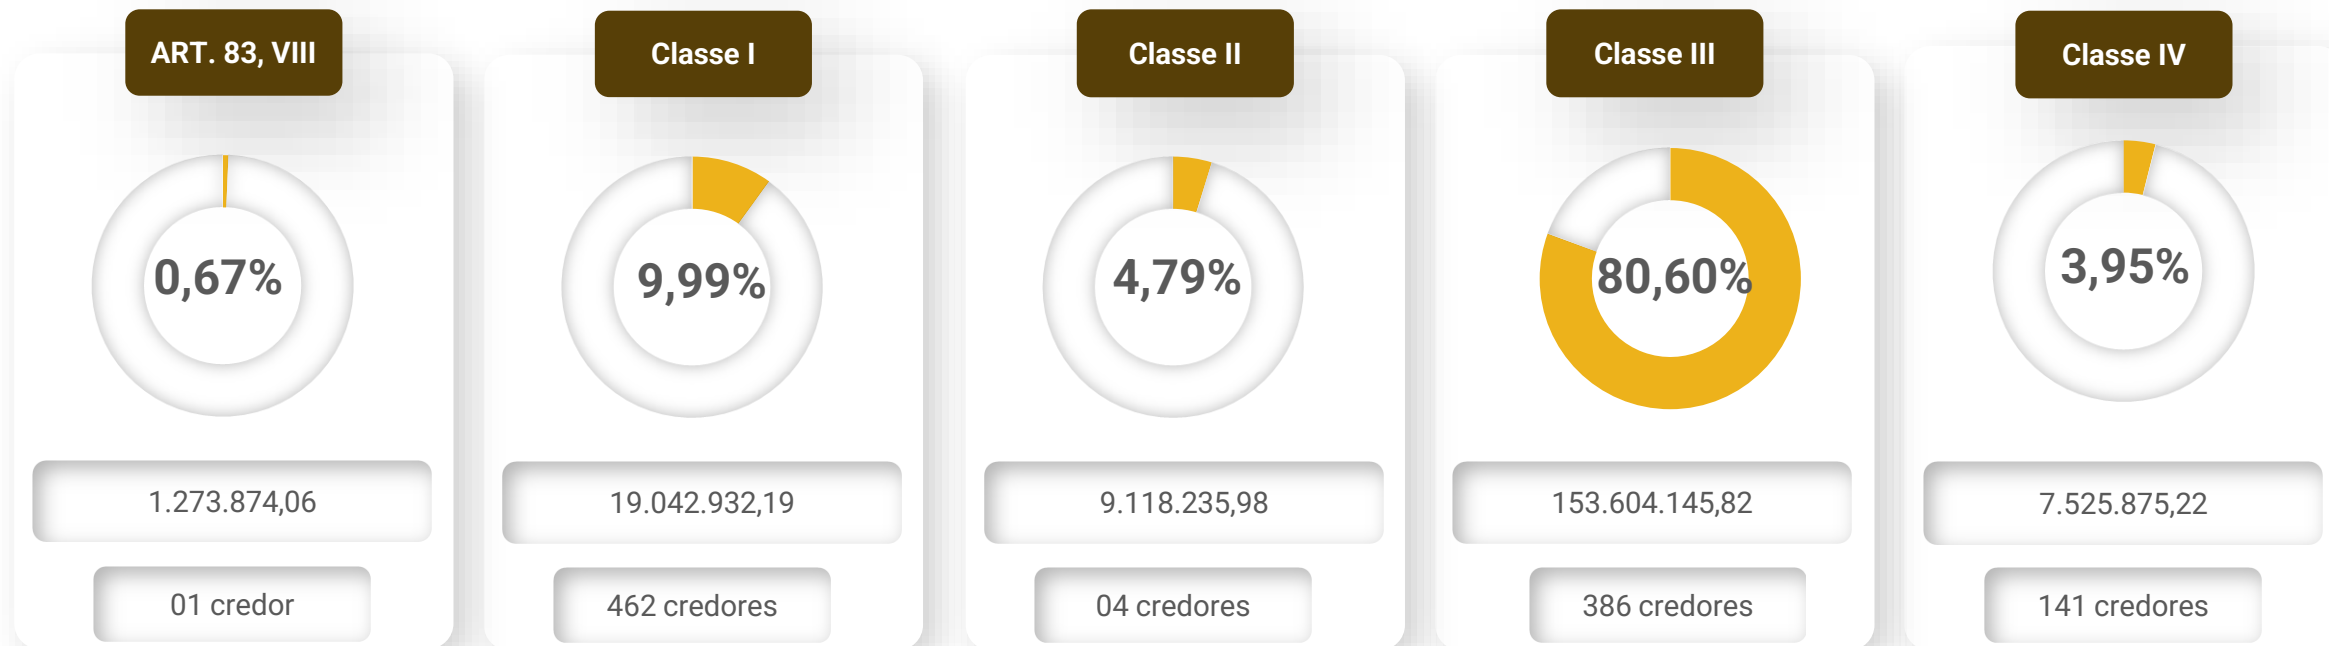 ART. 83, VIII
0,67%
1.273.874,06
01 credor
Classe I
9,99%
19.042.932,19
462 credores
Classe II
4,79%
9.118.235,98
04 credores
Classe III
80,60%
153.604.145,82
386 credores
Classe IV
3,95%
7.525.875,22
141 credores